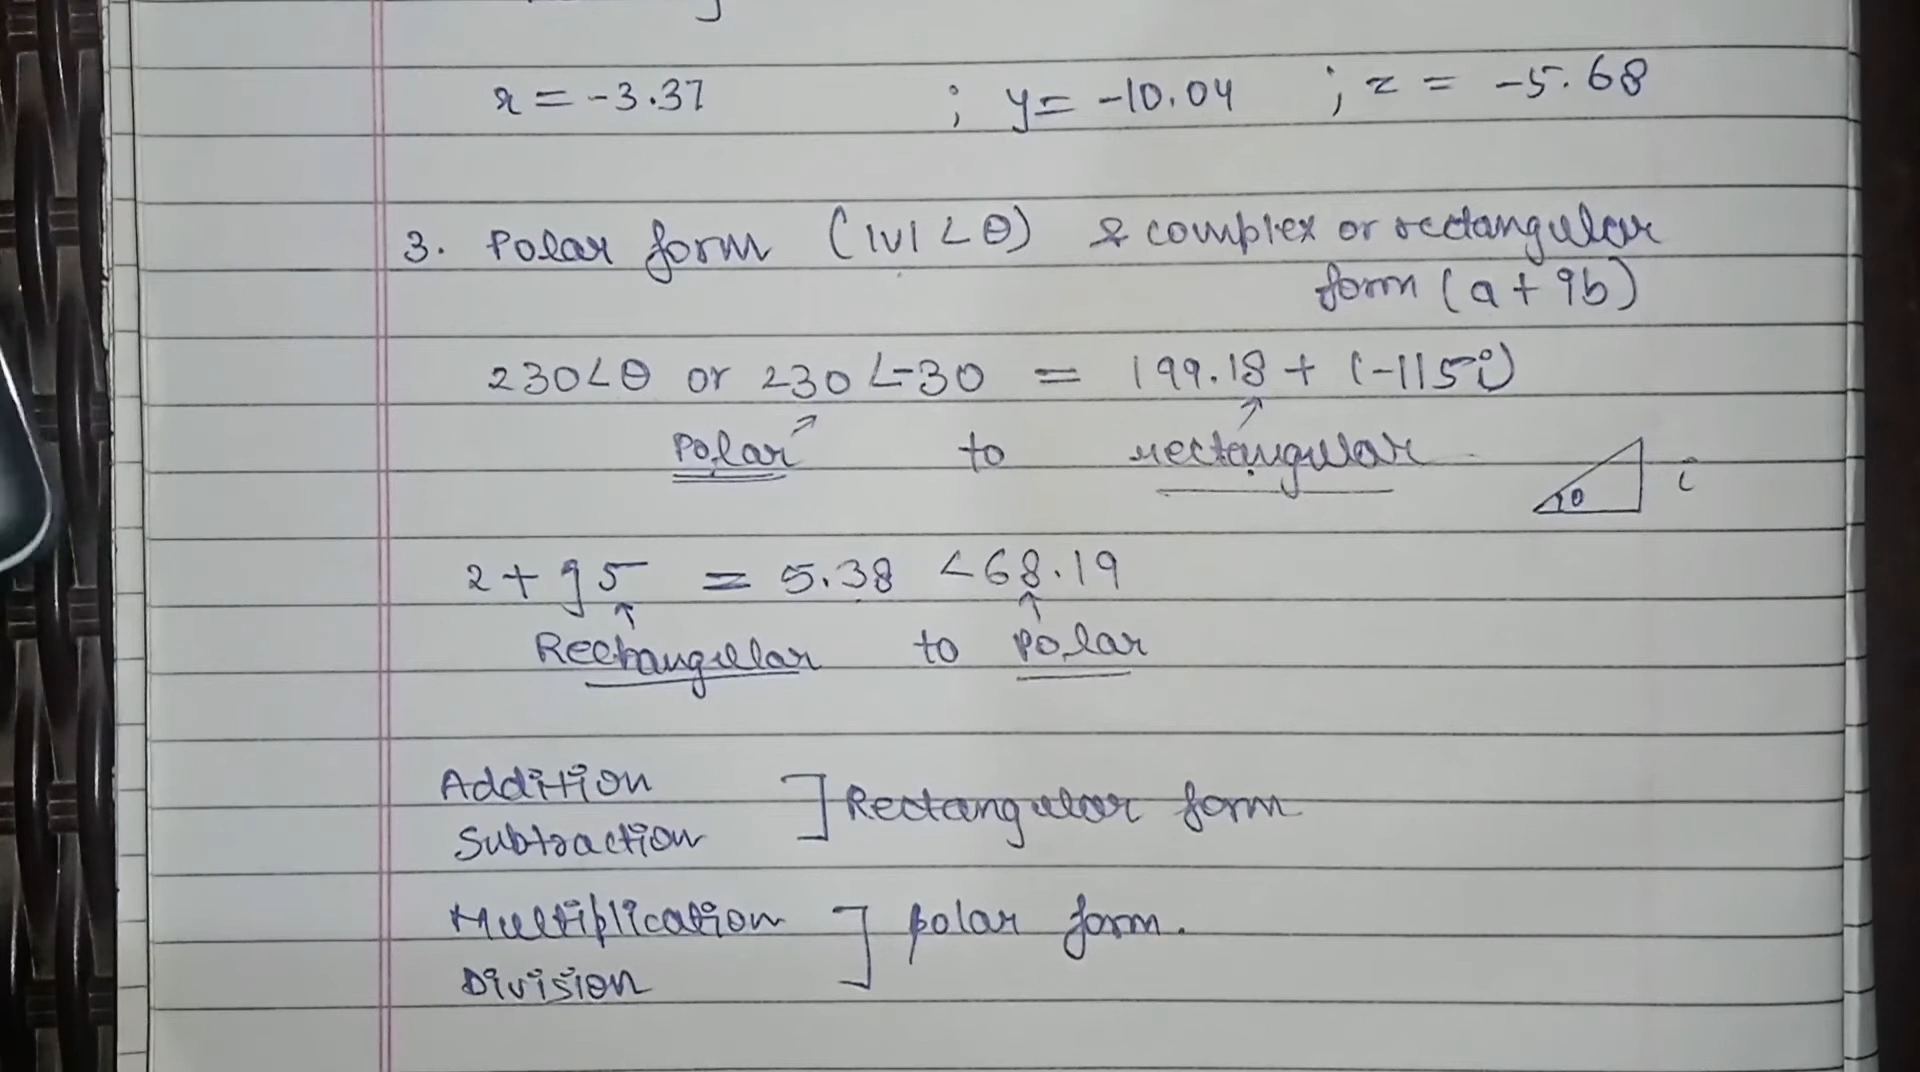 x = -3.37 ; y = -10.04 ; z = -5.68
3. Polar form (|v|∠θ) & complex or rectangular
form (a+ib)
230∠θ or 230∠-30 = 199.18 + (-115i)
Polar to rectangular
θ i
2 + j5 = 5.38 <68.19
Rectangular to polar
Addition
Subtraction ] Rectangular form
Multiplication ] polar form.
Division